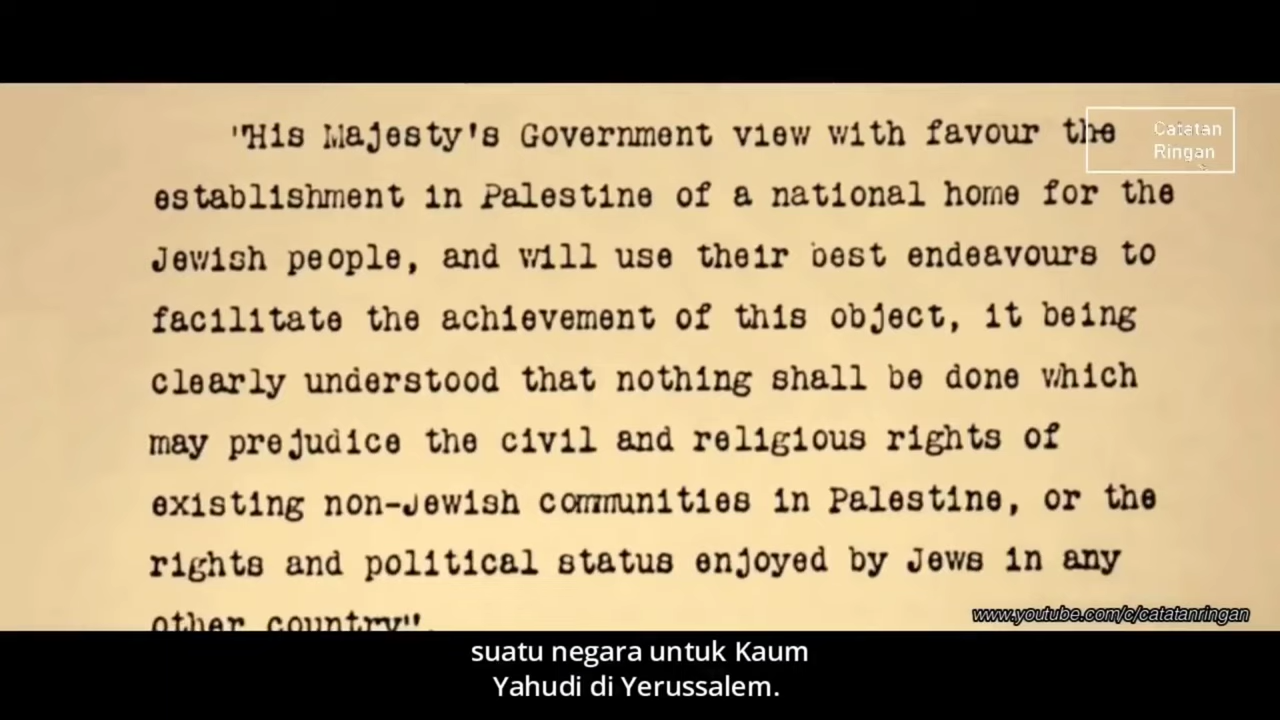 "His Majesty's Government view with favour the
establishment in Palestine of a national home for the
Jewish people, and will use their best endeavours to
facilitate the achievement of this object, it being
clearly understood that nothing shall be done which
may prejudice the civil and religious rights of
existing non-Jewish communities in Palestine, or the
rights and political status enjoyed by Jews in any
other country".
Catatan
Ringan
www.youtube.com/c/catatanringan
suatu negara untuk Kaum
Yahudi di Yerussalem.